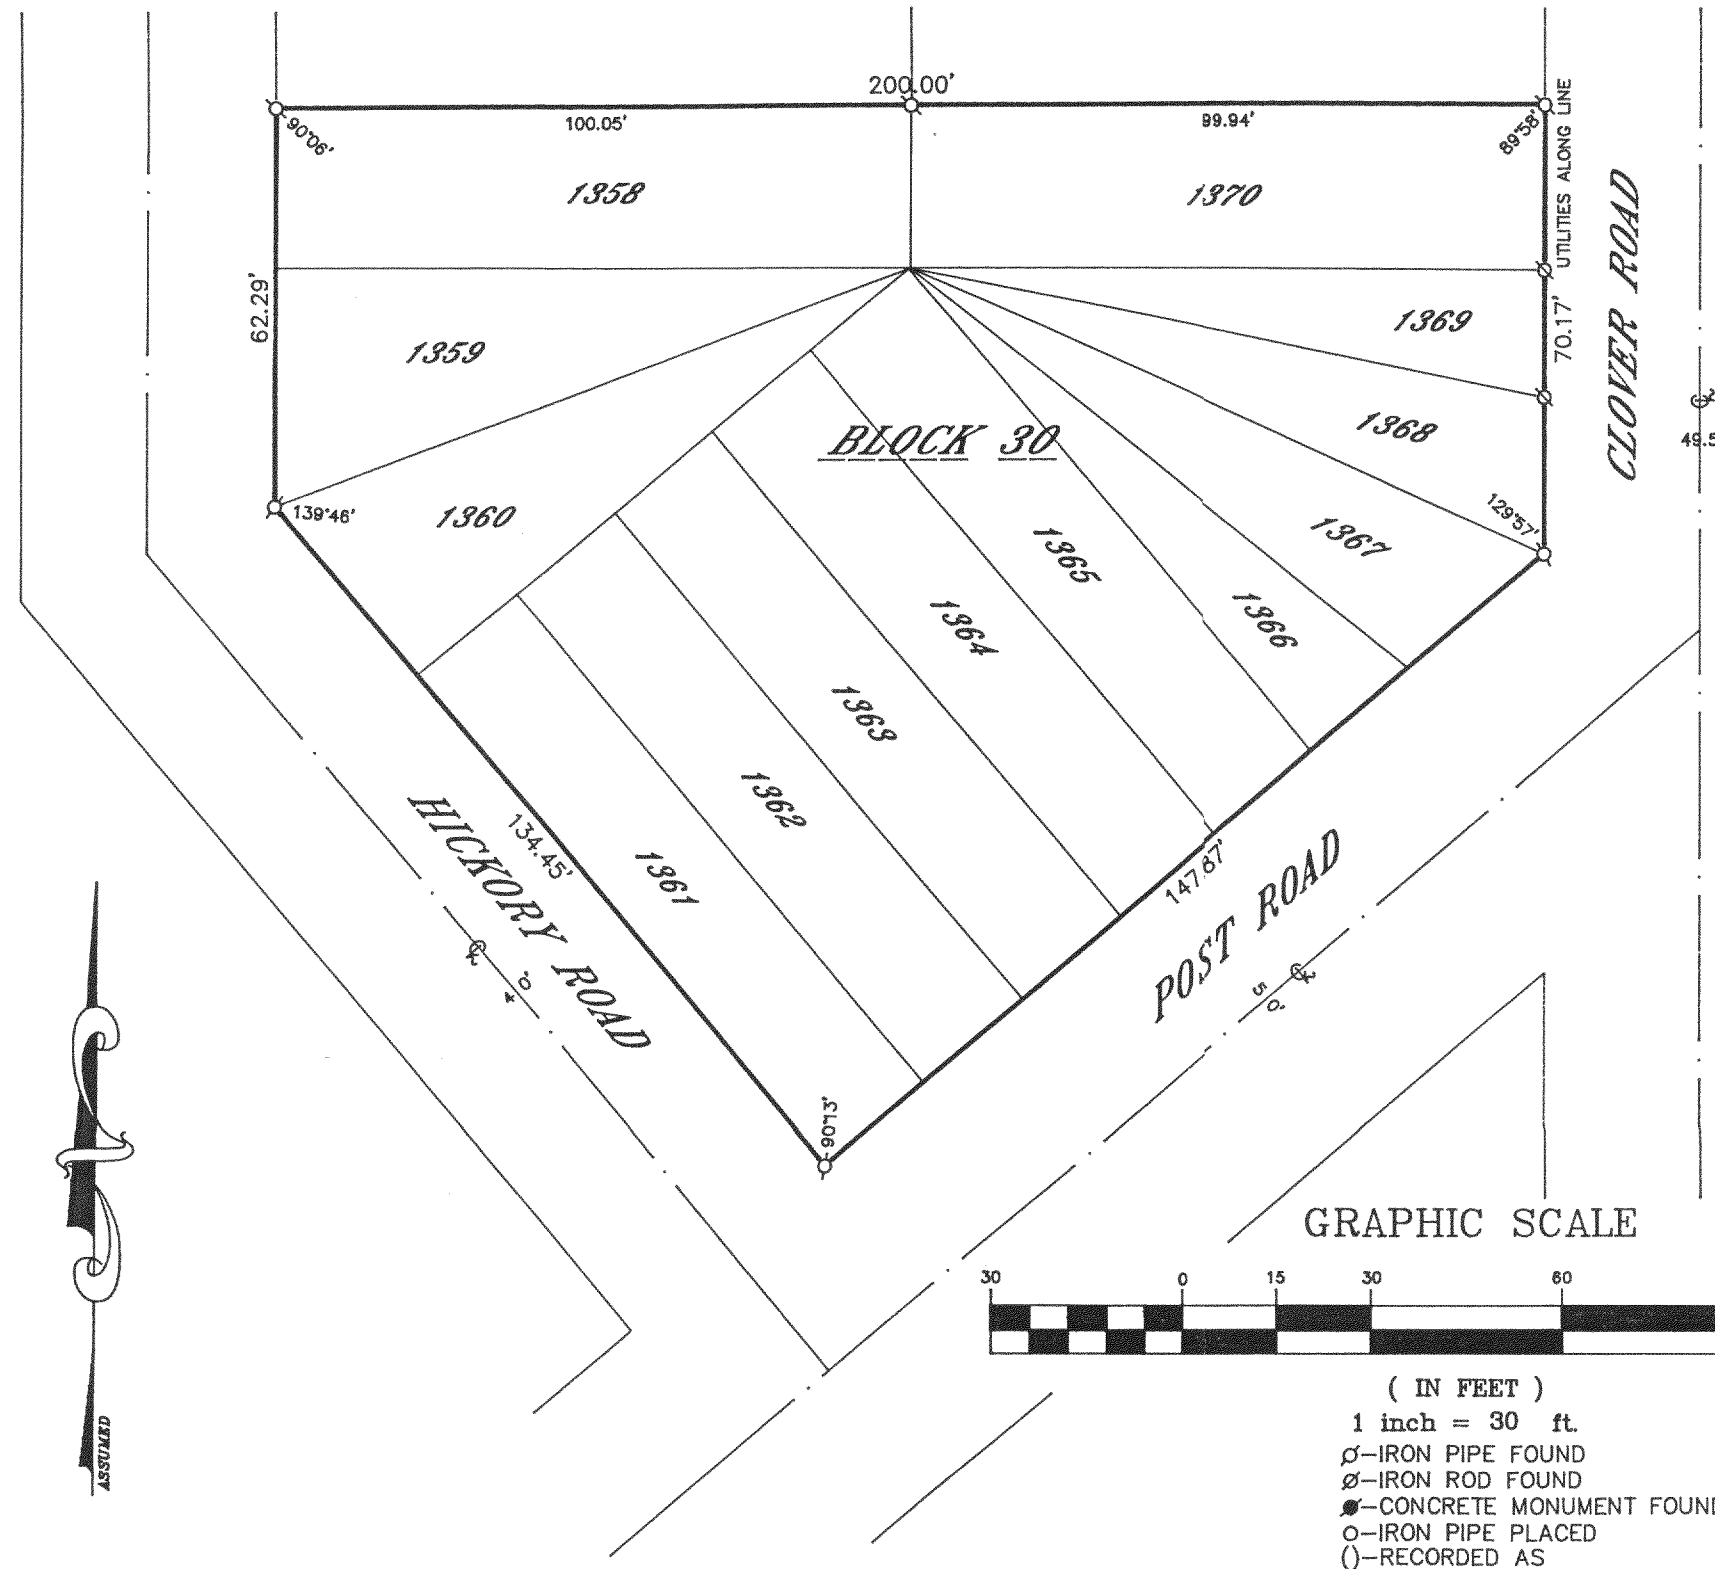 200.00'
100.05'
99.94'
90°06'
89°58'
UTILITIES ALONG LINE
1358
1370
62.29'
70.17'
CLOVER ROAD
1369
1359
1368
BLOCK 30
49.5
139°46'
1360
129°57'
1367
1365
1366
1364
1363
1362
1361
HICKORY ROAD
134.45'
147.87'
POST ROAD
40'
50'
90°13'
ASSUMED
GRAPHIC SCALE
30 0 15 30 60
( IN FEET )
1 inch = 30 ft.
-IRON PIPE FOUND
-IRON ROD FOUND
-CONCRETE MONUMENT FOUND
-IRON PIPE PLACED
()-RECORDED AS